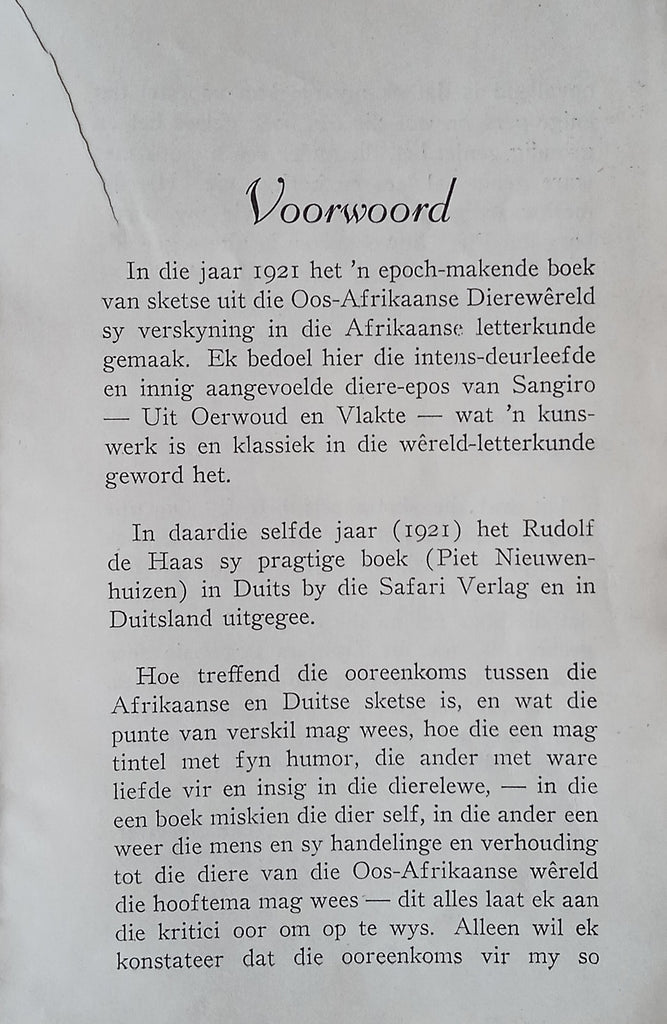 Voorwoord
In die jaar 1921 het 'n epoch-makende boek
van sketse uit die Oos-Afrikaanse Dierewêreld
sy verskyning in die Afrikaanse letterkunde
gemaak. Ek bedoel hier die intens-deurleefde
en innig aangevoelde diere-epos van Sangiro
— Uit Oerwoud en Vlakte — wat 'n kuns-
werk is en klassiek in die wêreld-letterkunde
geword het.
In daardie selfde jaar (1921) het Rudolf
de Haas sy pragtige boek (Piet Nieuwen-
huizen) in Duits by die Safari Verlag en in
Duitsland uitgegee.
Hoe treffend die ooreenkoms tussen die
Afrikaanse en Duitse sketse is, en wat die
punte van verskil mag wees, hoe die een mag
tintel met fyn humor, die ander met ware
liefde vir en insig in die dierelewe, — in die
een boek miskien die dier self, in die ander een
weer die mens en sy handelinge en verhouding
tot die diere van die Oos-Afrikaanse wêreld
die hooftema mag wees — dit alles laat ek aan
die kritici oor om op te wys. Alleen wil ek
konstateer dat die ooreenkoms vir my so